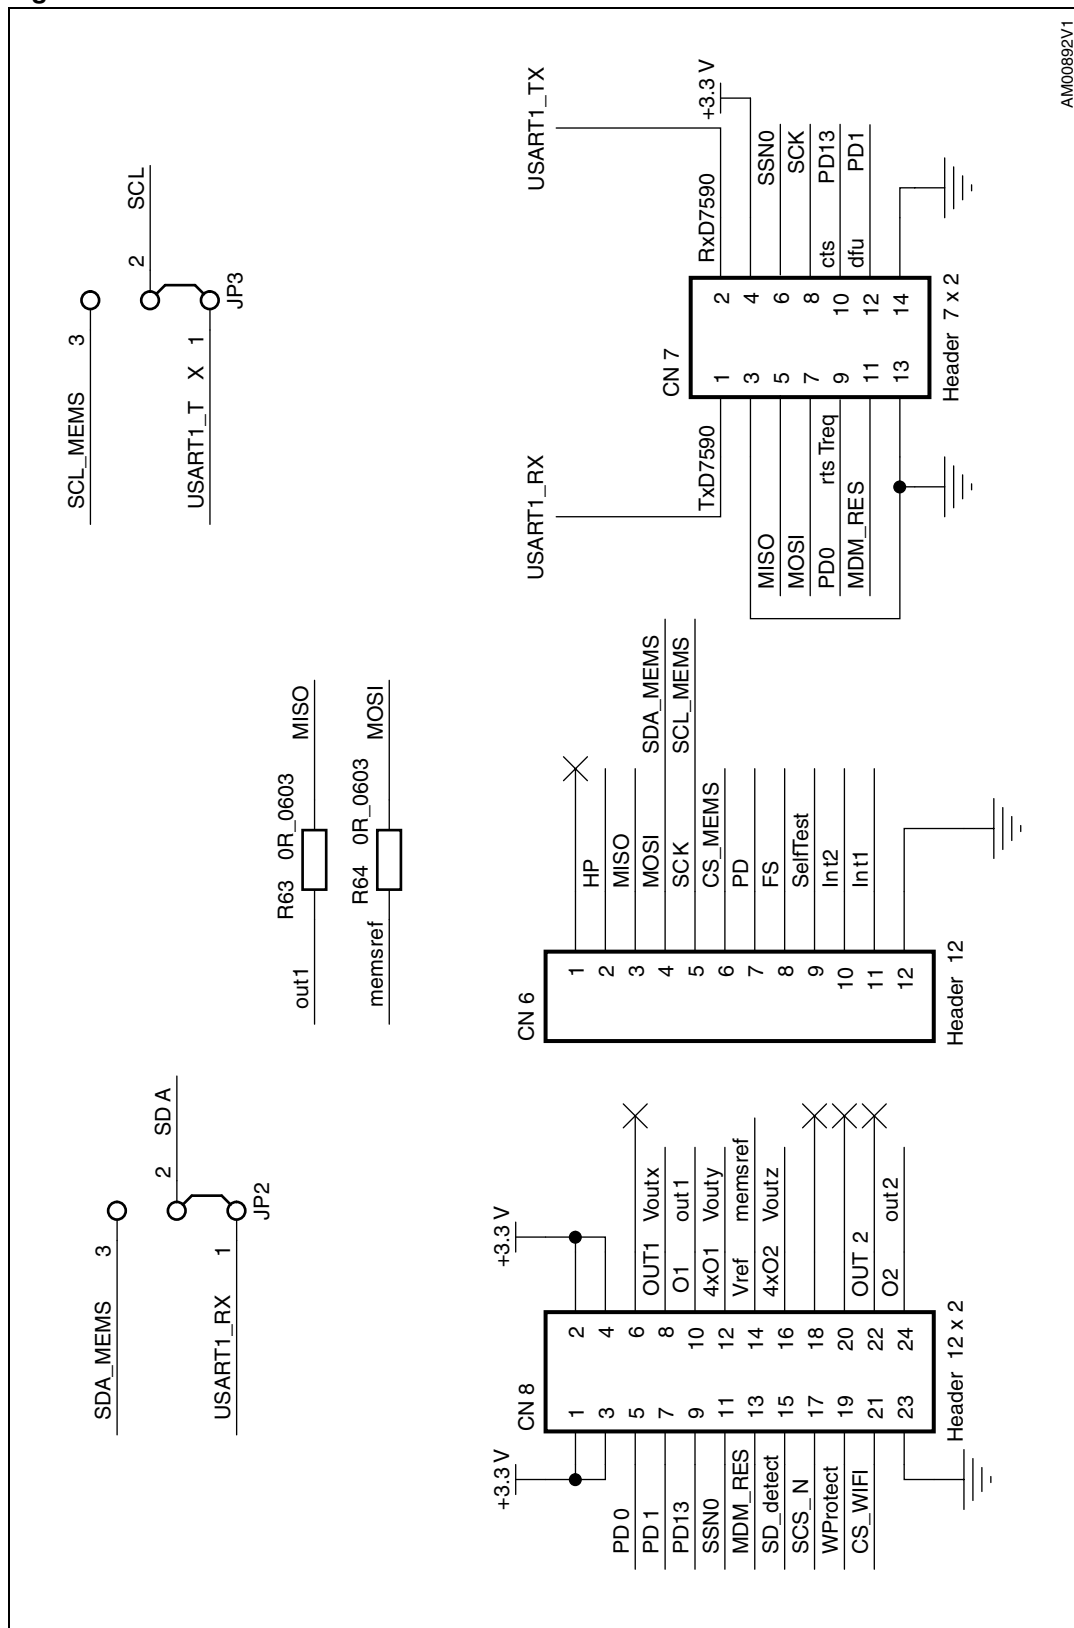 AM00892V1
SDA_MEMS
3
2
SD A
USART1_RX
1
JP2
out1
R63
0R_0603
MISO
memsref
R64
0R_0603
MOSI
SCL_MEMS
3
2
SCL
USART1_T X
1
JP3
+3.3 V
+3.3 V
CN 8
1 2
3 4
PD 0 5 6
PD 1 7 8 OUT1 Voutx
PD13 9 10 O1 out1
SSN0 11 12 4xO1 Vouty
MDM_RES 13 14 Vref memsref
SD_detect 15 16 4xO2 Voutz
SCS_N 17 18
WProtect 19 20
CS_WIFI 21 22 OUT 2
23 24 O2 out2
Header 12 x 2
CN 6
1
2 HP
3 MISO
4 MOSI SDA_MEMS
5 SCK SCL_MEMS
6 CS_MEMS
7 PD
8 FS
9 SelfTest
10 Int2
11 Int1
12
Header 12
USART1_RX
USART1_TX
+3.3 V
CN 7
TxD7590 1 2 RxD7590
3 4
MISO 5 6 SSN0
MOSI 7 8 SCK
PD0 rts Treq 9 10 cts PD13
MDM_RES 11 12 dfu PD1
13 14
Header 7 x 2